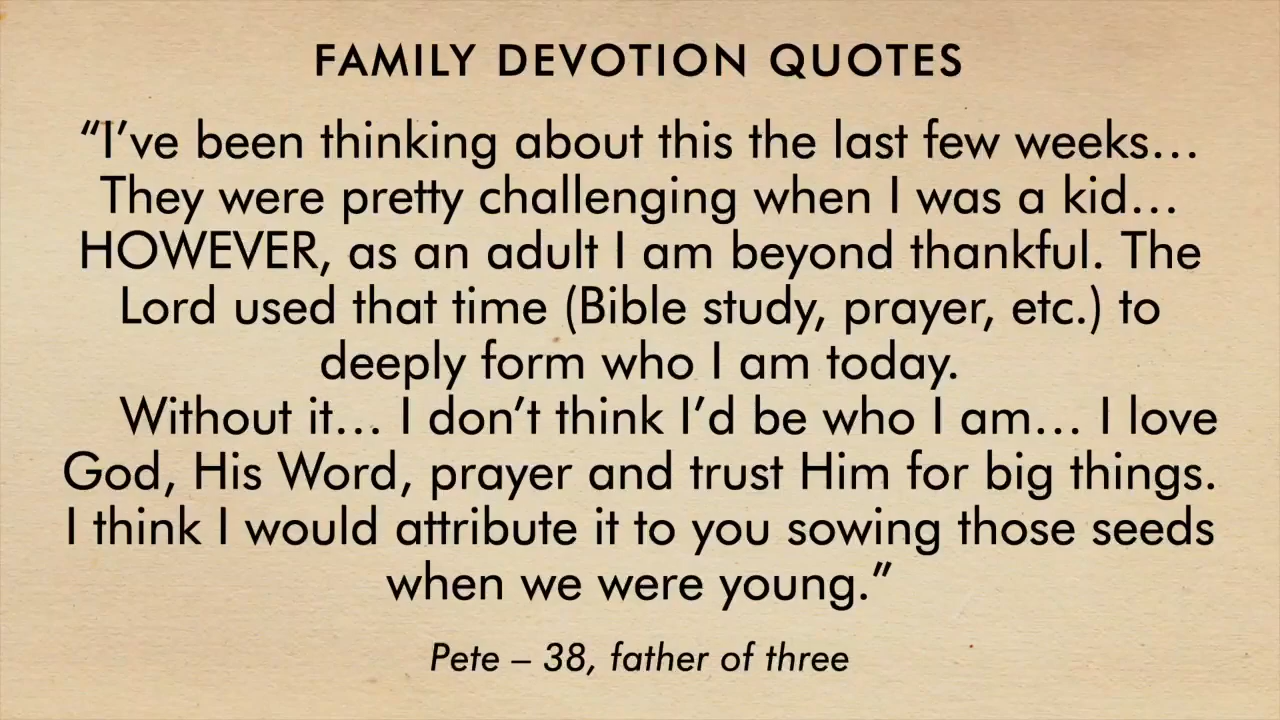 FAMILY DEVOTION QUOTES
“I’ve been thinking about this the last few weeks…
They were pretty challenging when I was a kid…
HOWEVER, as an adult I am beyond thankful. The
Lord used that time (Bible study, prayer, etc.) to
deeply form who I am today.
Without it… I don’t think I’d be who I am… I love
God, His Word, prayer and trust Him for big things.
I think I would attribute it to you sowing those seeds
when we were young.”
Pete – 38, father of three